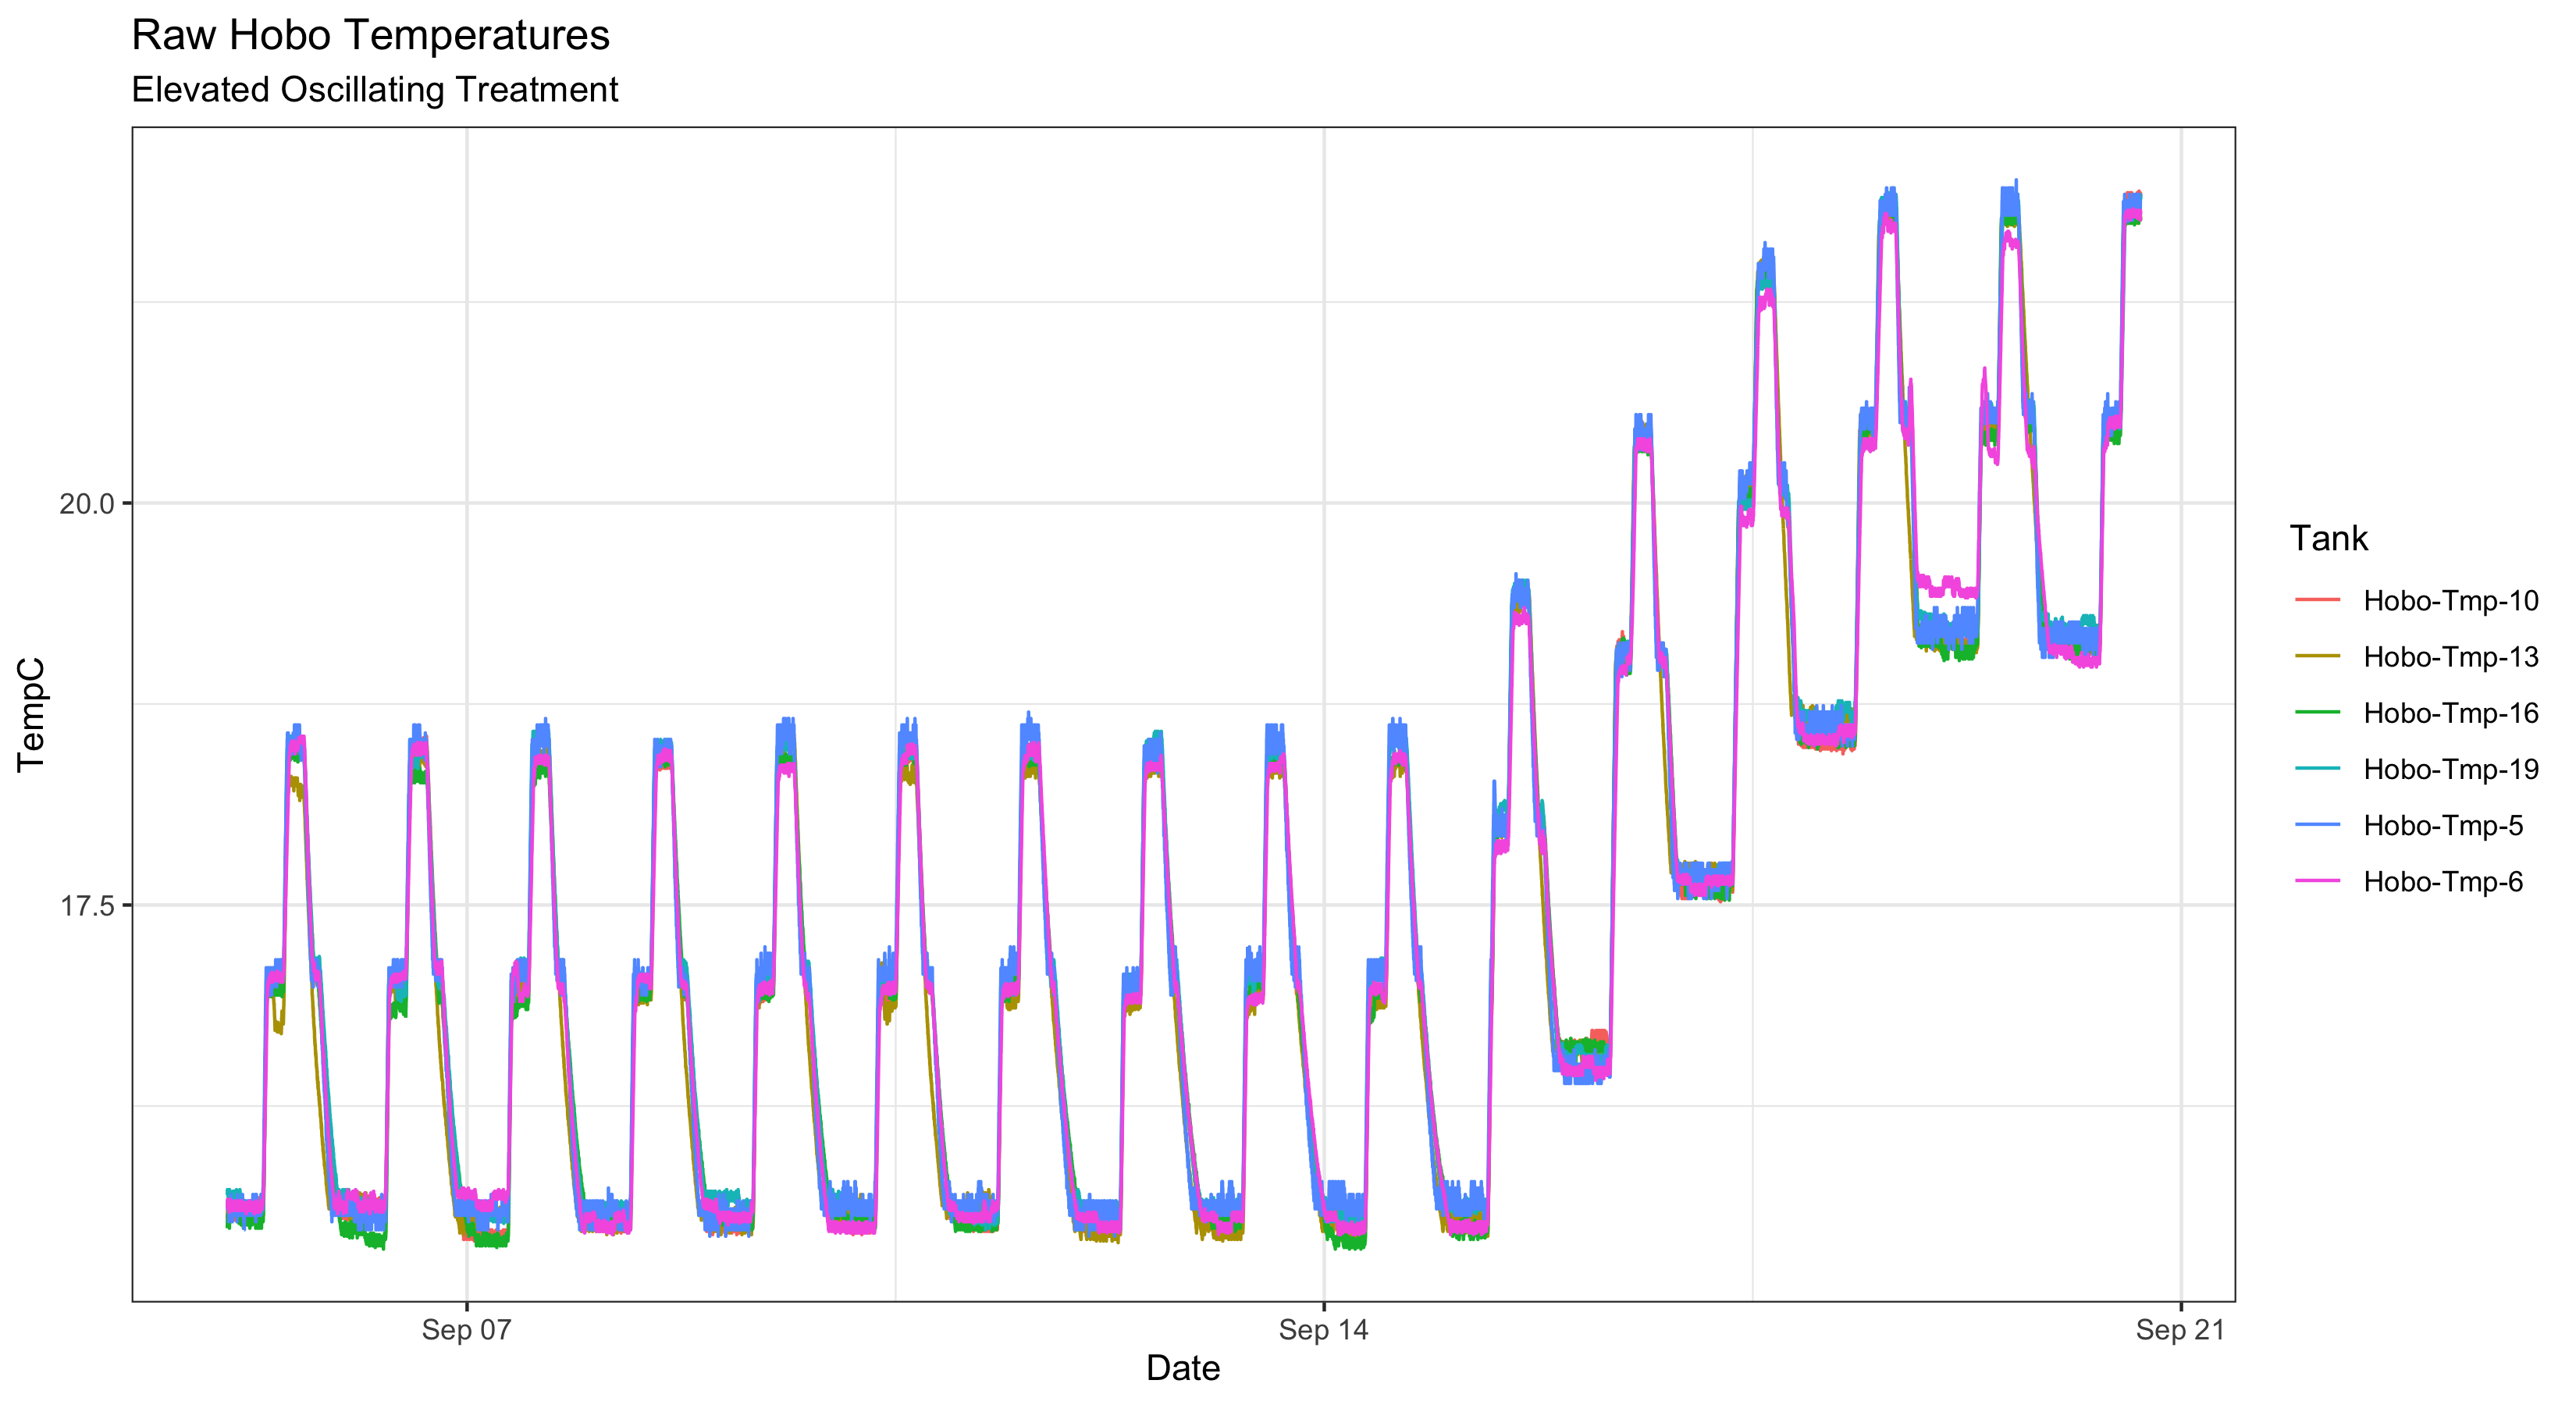 Raw Hobo Temperatures
Elevated Oscillating Treatment
TempC
20.0
17.5
Sep 07
Sep 14
Sep 21
Date
Tank
Hobo-Tmp-10
Hobo-Tmp-13
Hobo-Tmp-16
Hobo-Tmp-19
Hobo-Tmp-5
Hobo-Tmp-6